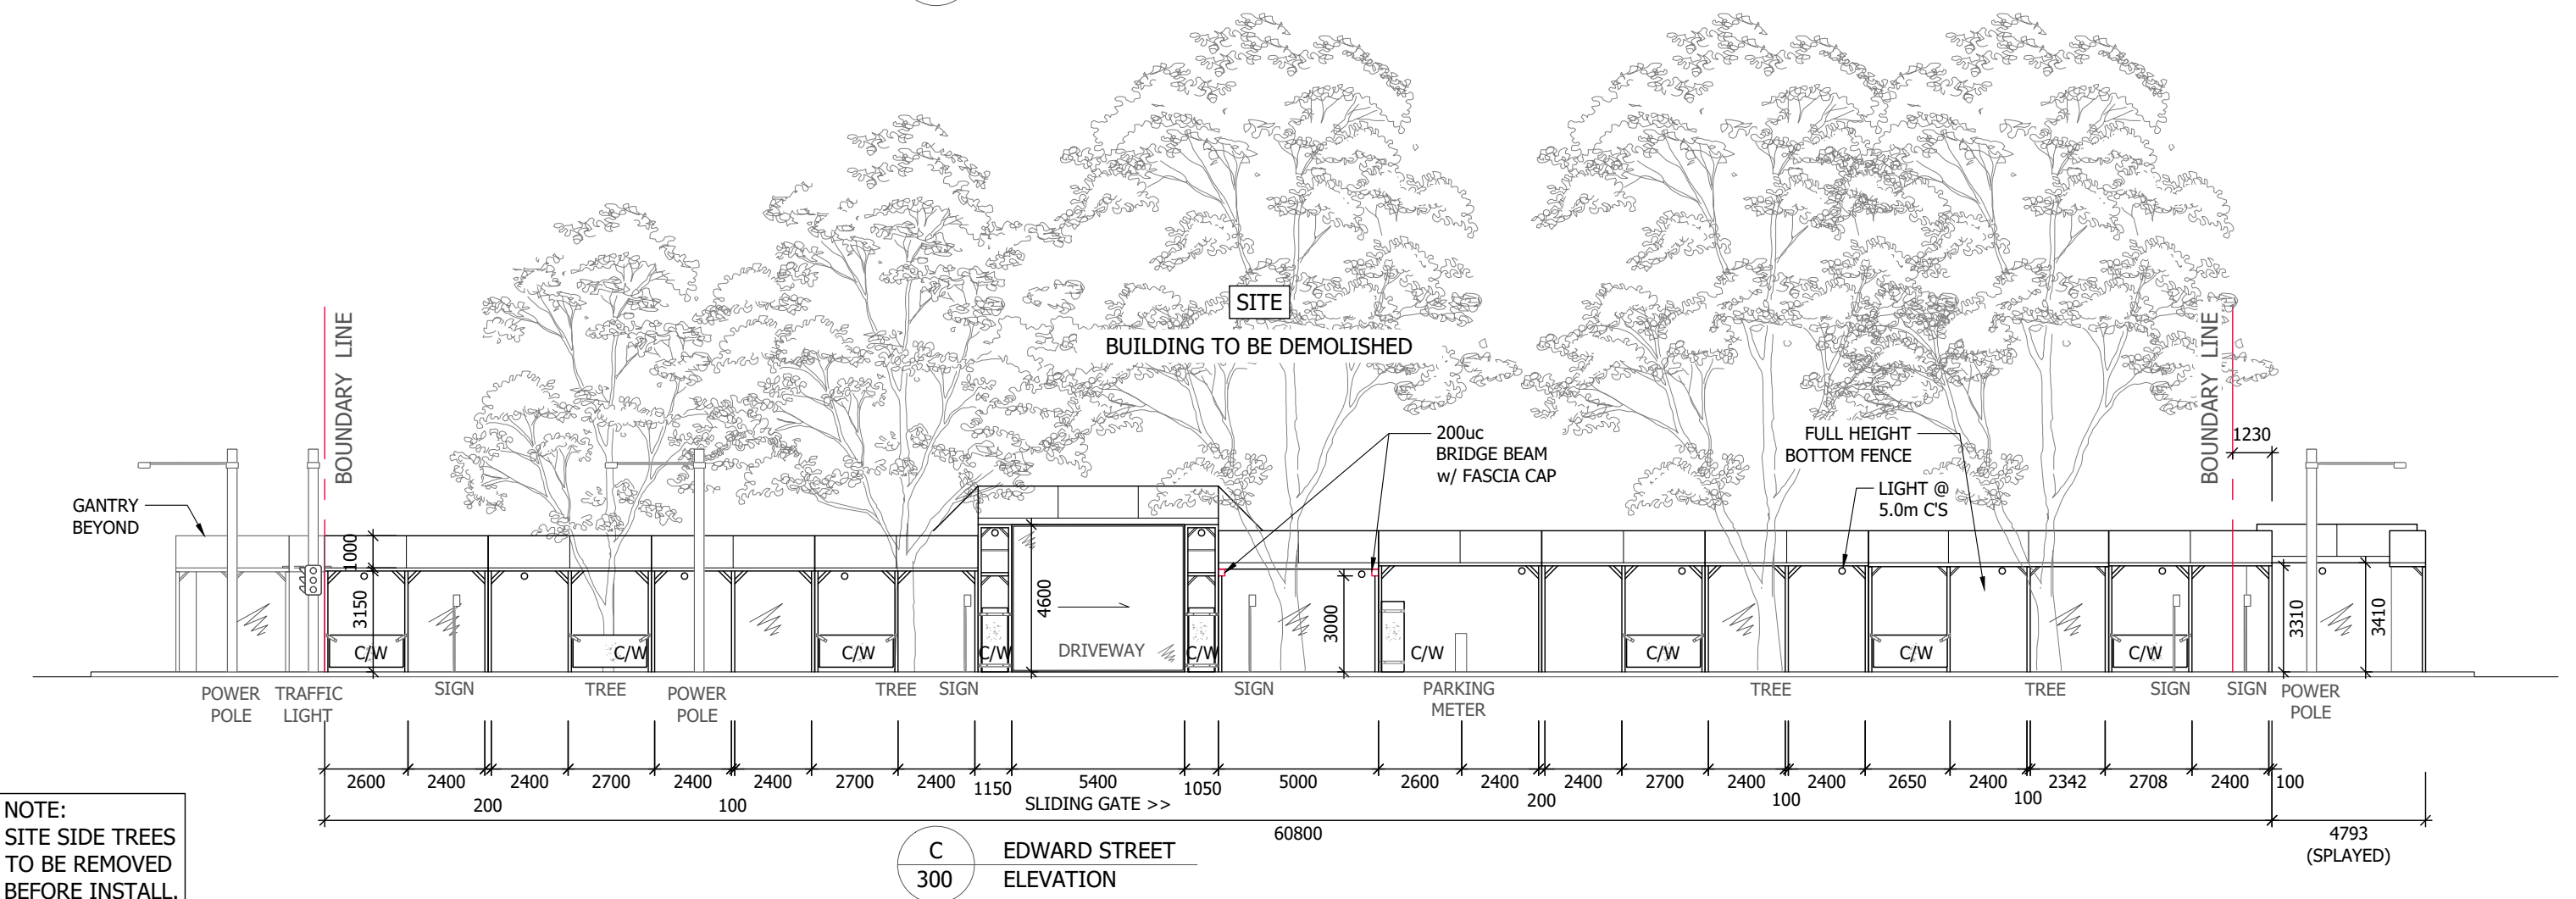 SITE
BUILDING TO BE DEMOLISHED
BOUNDARY LINE
BOUNDARY LINE
1230
200uc
BRIDGE BEAM
w/ FASCIA CAP
FULL HEIGHT
BOTTOM FENCE
LIGHT @
5.0m C'S
GANTRY
BEYOND
1000
3150
4600
3000
3310
3410
DRIVEWAY
C/W
C/W
C/W
C/W
C/W
C/W
C/W
C/W
C/W
POWER
POLE
TRAFFIC
LIGHT
SIGN
TREE
POWER
POLE
TREE
SIGN
SIGN
PARKING
METER
TREE
TREE
SIGN
SIGN
POWER
POLE
2600 2400 2400 2700 2400 2400 2700 2400 1150 5400 1050 5000 2600 2400 2400 2700 2400 2400 2650 2400 2342 2708 2400 100
200 100 SLIDING GATE >> 200 100 100
60800
4793
(SPLAYED)
NOTE:
SITE SIDE TREES
TO BE REMOVED
BEFORE INSTALL.
C
300
EDWARD STREET
ELEVATION